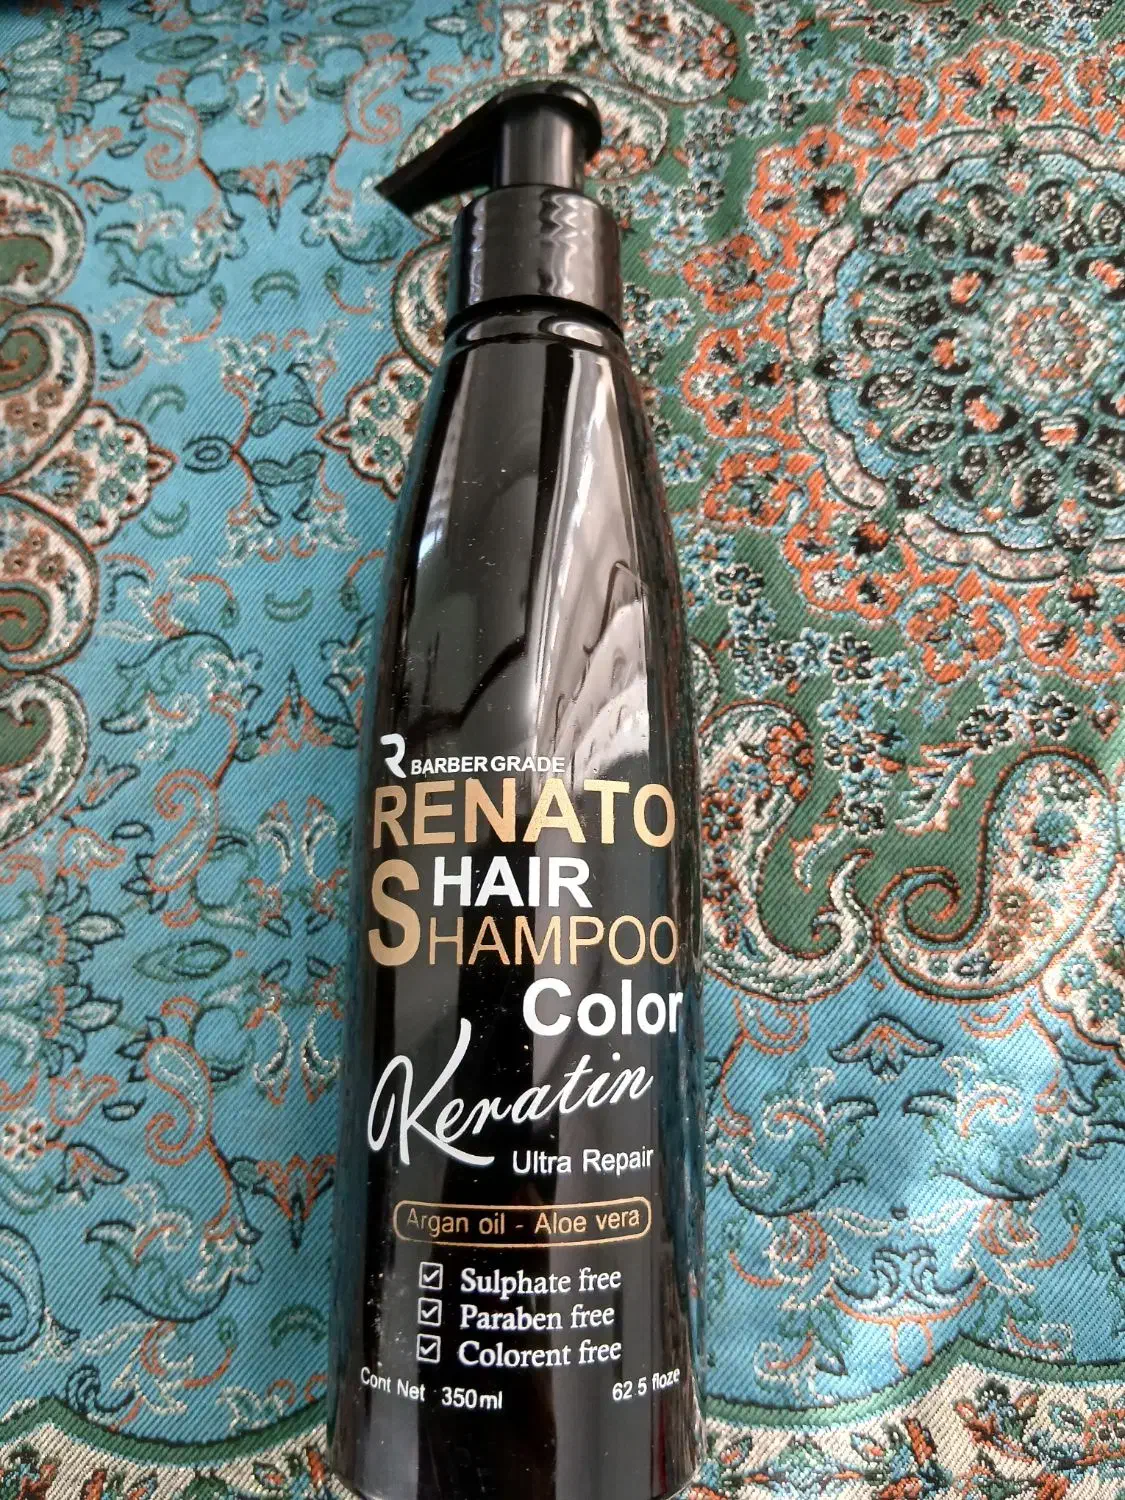 R BARBER GRADE
RENATO
HAIR
SHAMPOO
Color
Keratin
Ultra Repair
Argan oil - Aloe vera
Sulphate free
Paraben free
Colorent free
Cont Net 350ml 62 5 floze